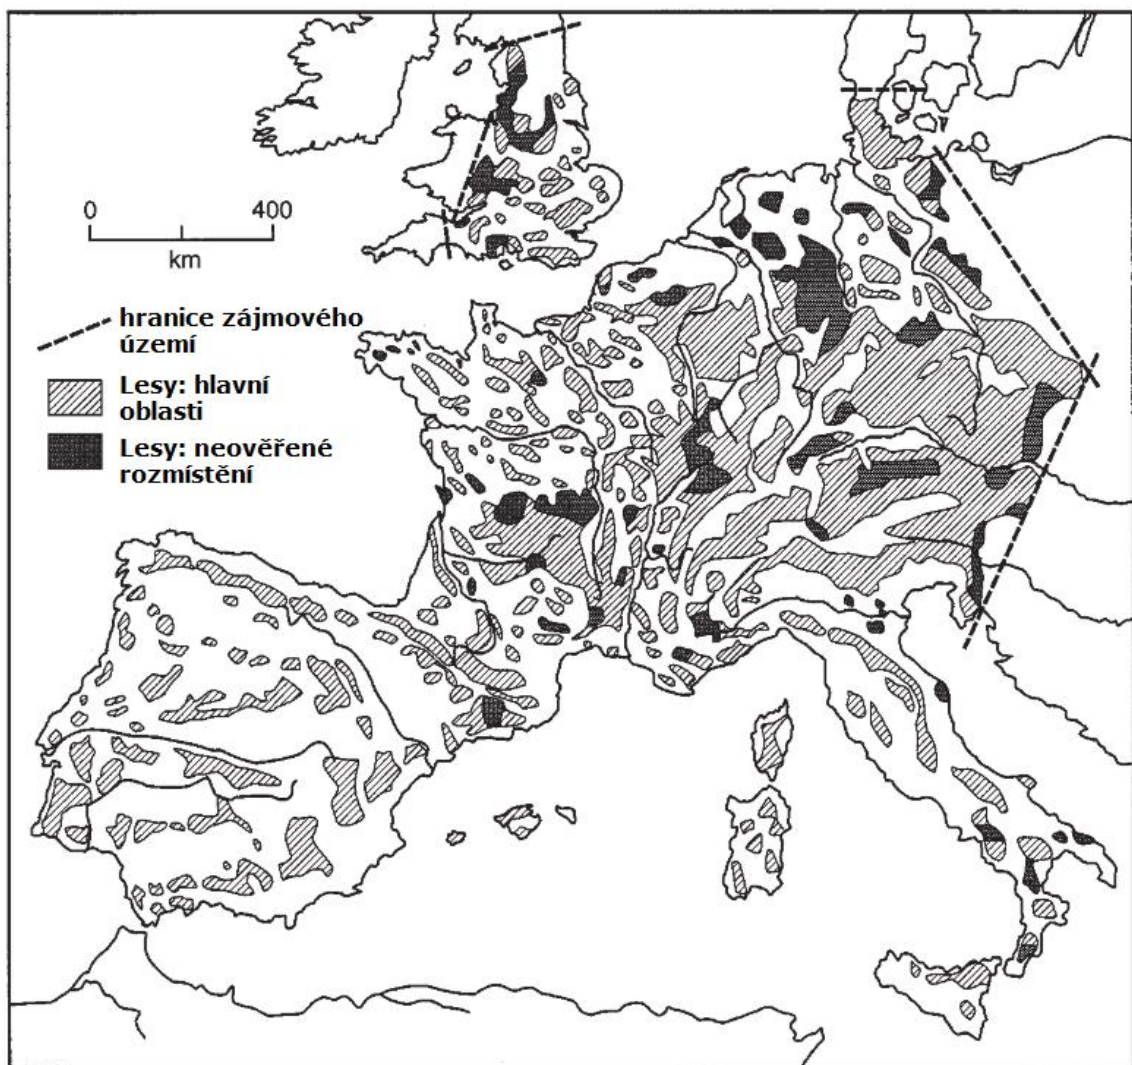 0 400
km
hranice zájmového
území
Lesy: hlavní
oblasti
Lesy: neověřené
rozmístění